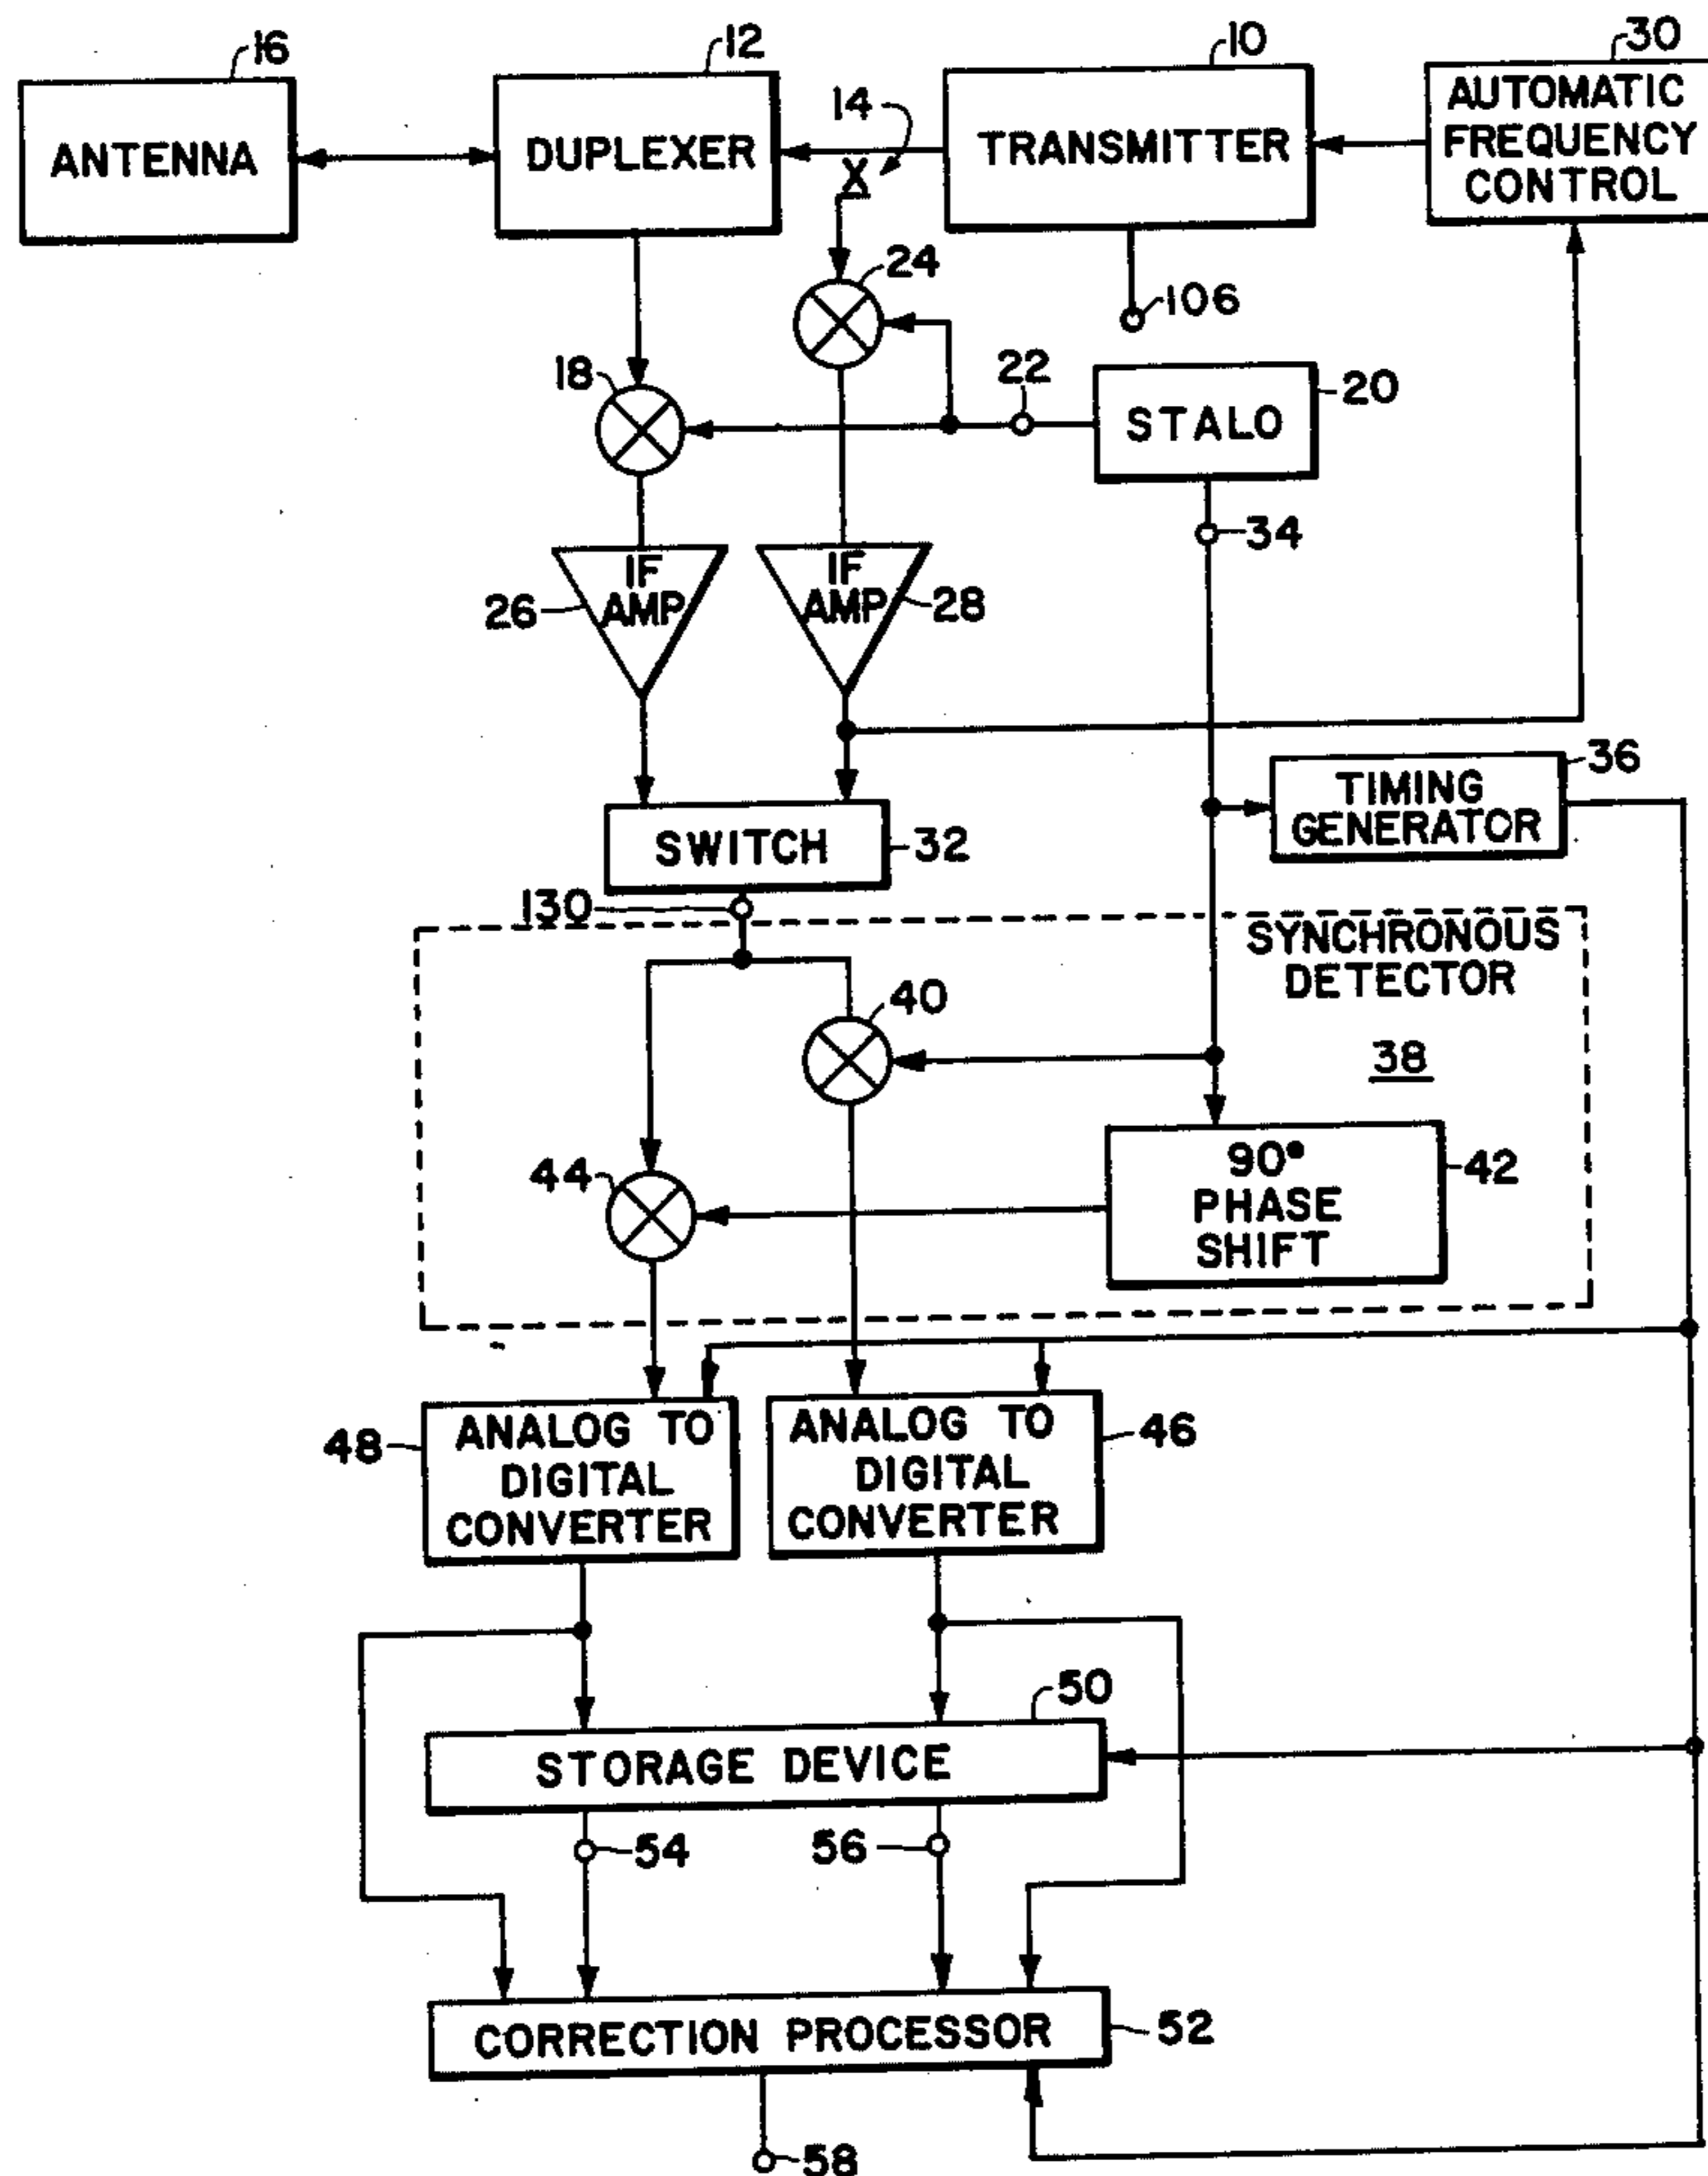 16
12
10
30
ANTENNA
DUPLEXER
14
X
TRANSMITTER
AUTOMATIC
FREQUENCY
CONTROL
24
106
18
22
STALO
20
34
IF
AMP
26
IF
AMP
28
SWITCH
32
TIMING
GENERATOR
36
130
SYNCHRONOUS
DETECTOR
38
40
44
90°
PHASE
SHIFT
42
48
ANALOG TO
DIGITAL
CONVERTER
ANALOG TO
DIGITAL
CONVERTER
46
50
STORAGE DEVICE
54
56
CORRECTION PROCESSOR
52
58